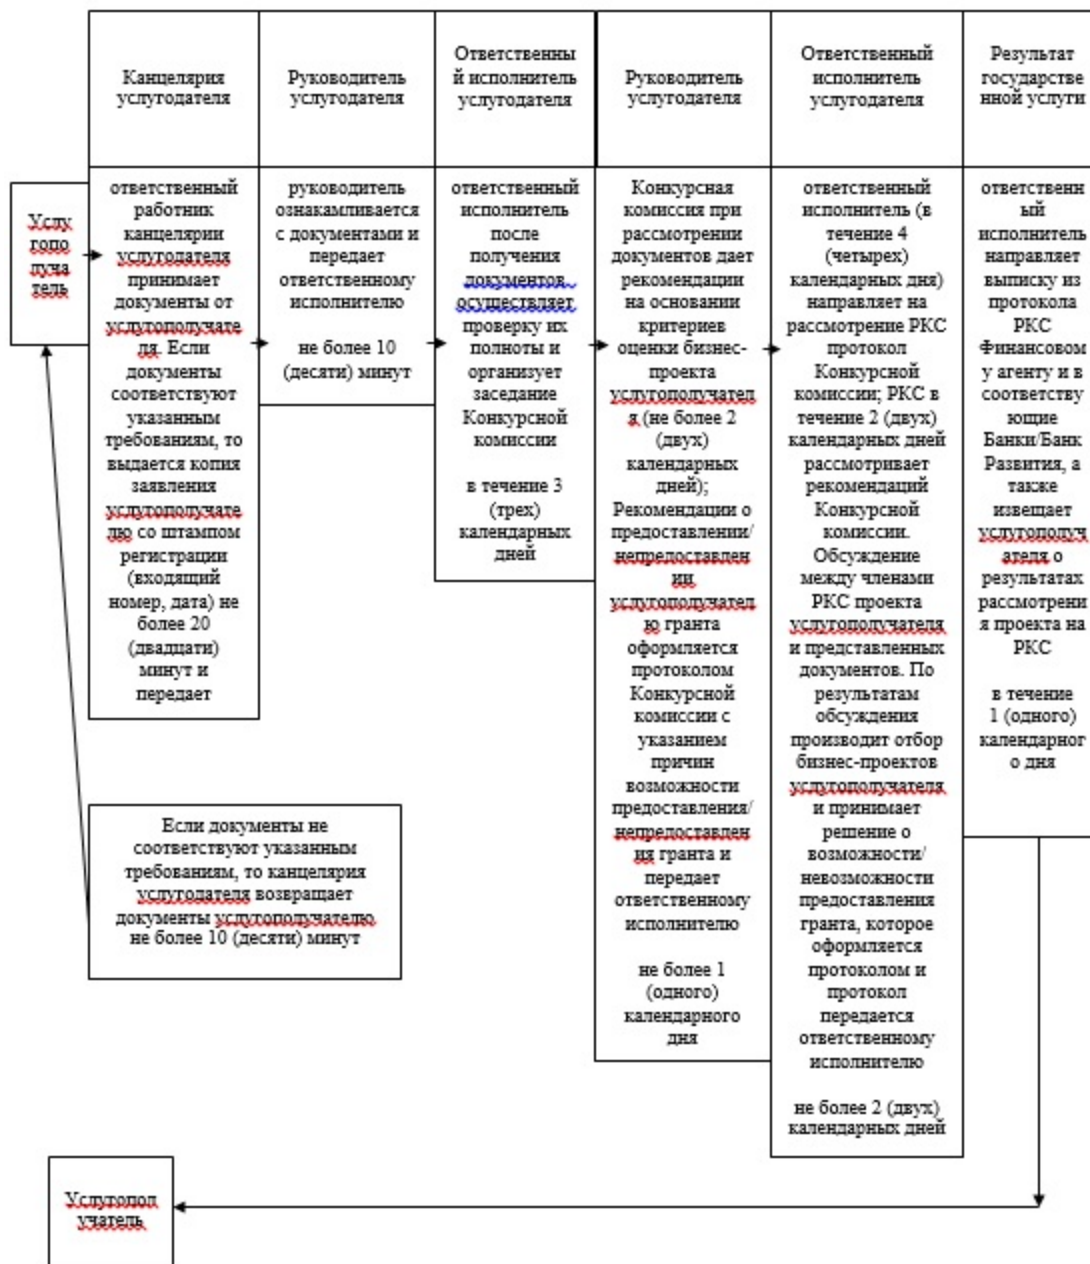 Канцелярия
услугодателя
Руководитель
услугодателя
Ответственны
й исполнитель
услугодателя
Руководитель
услугодателя
Ответственный
исполнитель
услугодателя
Результат
государстве
нной услуги
Услу
гопо
луча
тель
ответственный
работник
канцелярии
услугодателя
принимает
документы от
услугополучате
ля. Если
документы
соответствуют
указанным
требованиям, то
выдается копия
заявления
услугополучате
лю со штампом
регистрации
(входящий
номер, дата) не
более 20
(двадцати)
минут и
передает
руководитель
ознакамливается
с документами и
передает
ответственному
исполнителю
не более 10
(десяти) минут
ответственный
исполнитель
после
получения
документов
осуществляет
проверку их
полноты и
организует
заседание
Конкурсной
комиссии
в течение 3
(трех)
календарных
дней
Конкурсная
комиссия при
рассмотрении
документов дает
рекомендации
на основании
критериев
оценки бизнес-
проекта
услугополучател
я (не более 2
(двух)
календарных
дней);
Рекомендации о
предоставлении/
непредоставлен
ии
услугополучател
ю гранта
оформляется
протоколом
Конкурсной
комиссии с
указанием
причин
возможности
предоставления/
непредоставлен
ия гранта и
передает
ответственному
исполнителю
не более 1
(одного)
календарного
дня
ответственный
исполнитель (в
течение 4
(четырех)
календарных дня)
направляет на
рассмотрение РКС
протокол
Конкурсной
комиссии; РКС в
течение 2 (двух)
календарных дней
рассматривает
рекомендаций
Конкурсной
комиссии.
Обсуждение
между членами
РКС проекта
услугополучателя
и представленных
документов. По
результатам
обсуждения
производит отбор
бизнес-проектов
услугополучателя
и принимает
решение о
возможности/
невозможности
предоставления
гранта, которое
оформляется
протоколом и
протокол
передается
ответственному
исполнителю
не более 2 (двух)
календарных дней
ответственн
ый
исполнитель
направляет
выписку из
протокола
РКС
Финансовом
у агенту и в
соответству
ющие
Банки/Банк
Развития, а
также
извещает
услугополуч
ателя о
результатах
рассмотрени
я проекта на
РКС
в течение
1 (одного)
календарног
о дня
Если документы не
соответствуют указанным
требованиям, то канцелярия
услугодателя возвращает
документы услугополучателю
не более 10 (десяти) минут
Услугопол
учатель